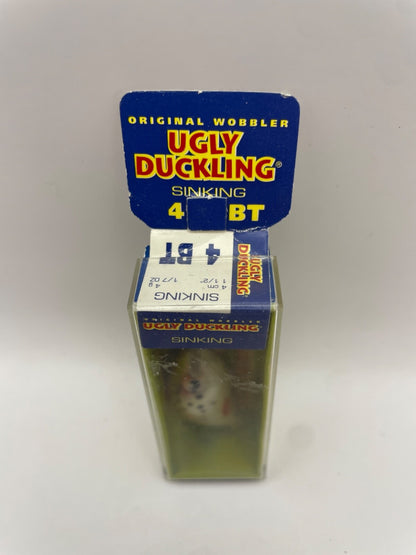 ORIGINAL WOBBLER
UGLY
DUCKLING®
SINKING
4 BT
4 BT
SINKING
4 cm 4 g
1 1/2" 1/7 OZ
UGLY
DUCKLING
ORIGINAL WOBBLER
UGLY DUCKLING
SINKING